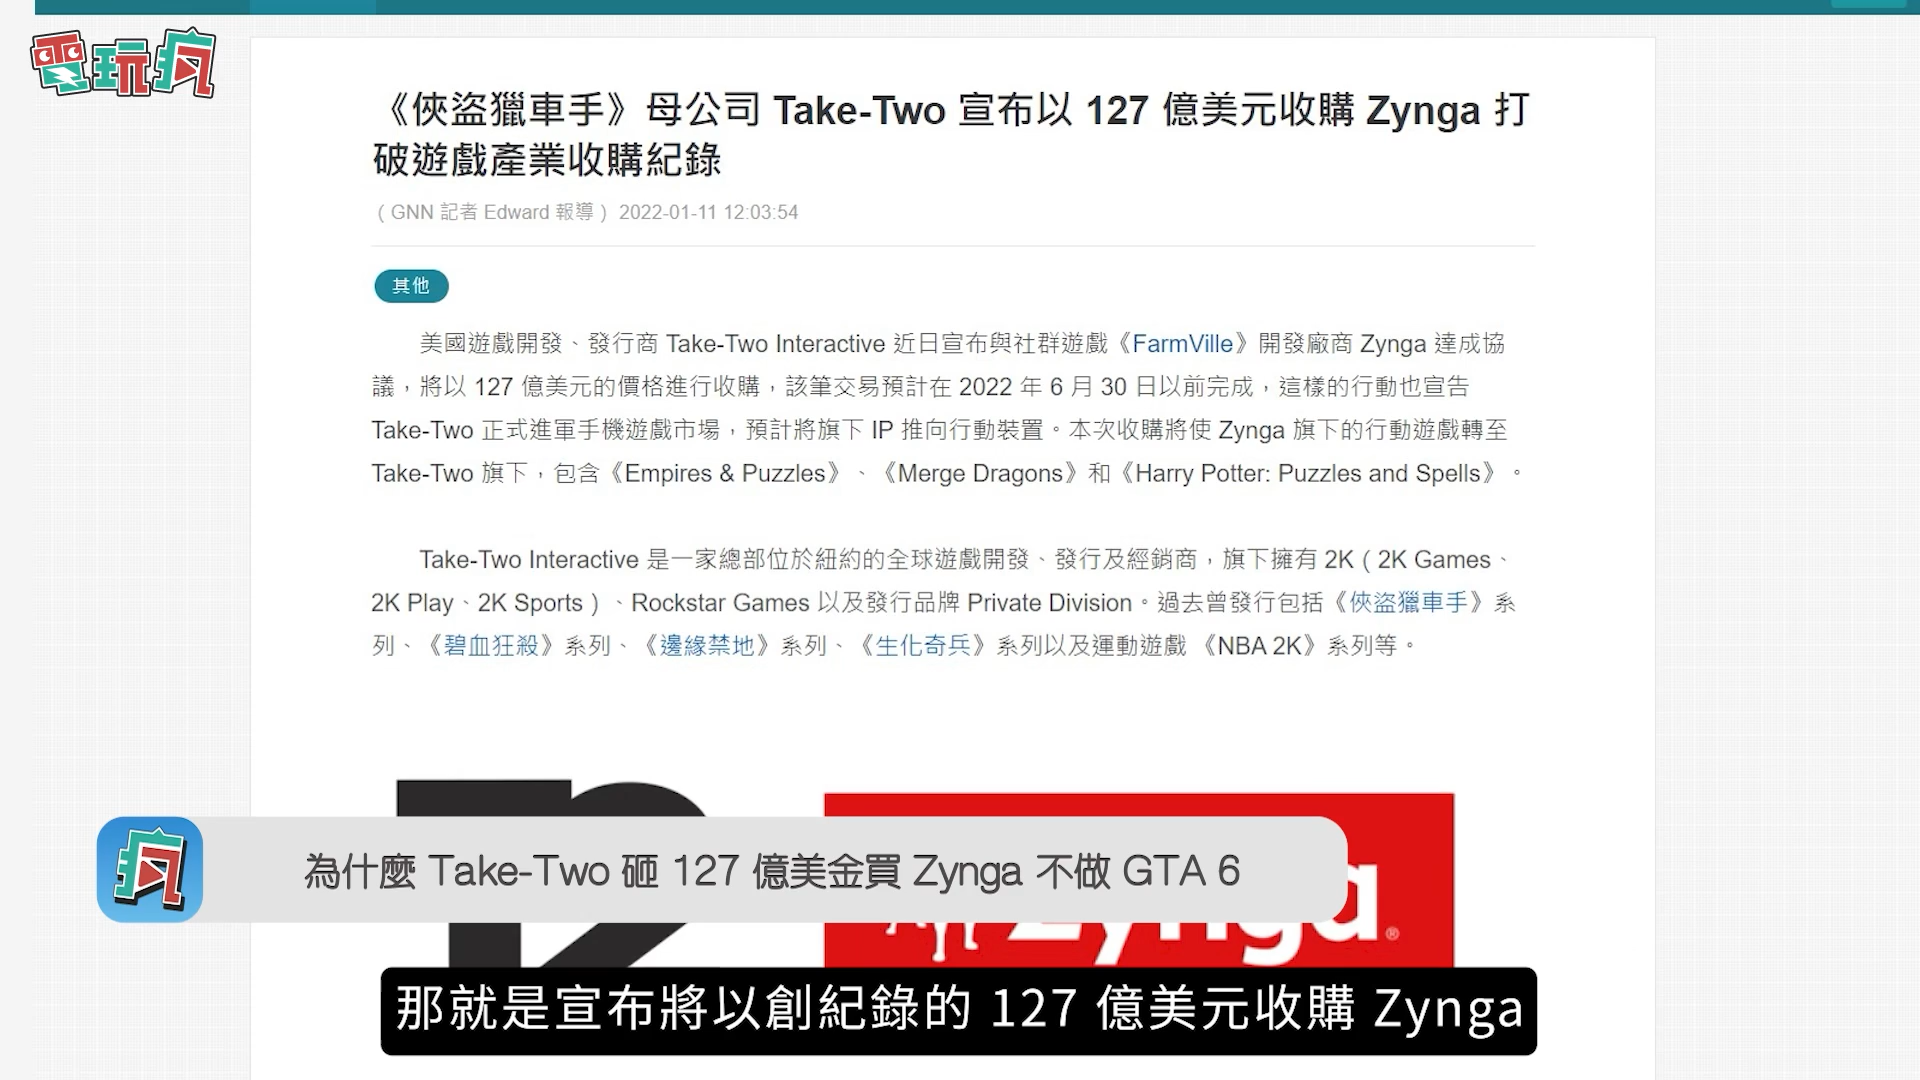 電玩瘋
《俠盜獵車手》母公司 Take-Two 宣布以 127 億美元收購 Zynga 打
破遊戲產業收購紀錄
（GNN 記者 Edward 報導） 2022-01-11 12:03:54
其他
美國遊戲開發、發行商 Take-Two Interactive 近日宣布與社群遊戲《FarmVille》開發廠商 Zynga 達成協
議，將以 127 億美元的價格進行收購，該筆交易預計在 2022 年 6 月 30 日以前完成，這樣的行動也宣告
Take-Two 正式進軍手機遊戲市場，預計將旗下 IP 推向行動裝置。本次收購將使 Zynga 旗下的行動遊戲轉至
Take-Two 旗下，包含《Empires & Puzzles》、《Merge Dragons》和《Harry Potter: Puzzles and Spells》。
Take-Two Interactive 是一家總部位於紐約的全球遊戲開發、發行及經銷商，旗下擁有 2K（2K Games、
2K Play、2K Sports）、Rockstar Games 以及發行品牌 Private Division。過去曾發行包括《俠盜獵車手》系
列、《碧血狂殺》系列、《邊緣禁地》系列、《生化奇兵》系列以及運動遊戲 《NBA 2K》系列等。
瘋
為什麼 Take-Two 砸 127 億美金買 Zynga 不做 GTA 6
zynga®
那就是宣布將以創紀錄的 127 億美元收購 Zynga